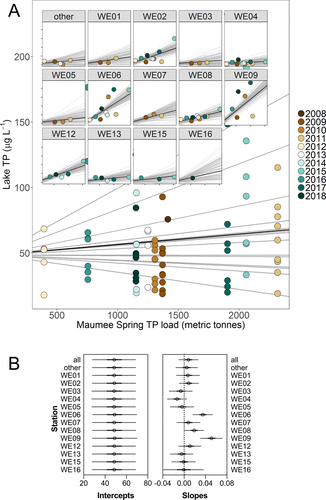 A
other WE01 WE02 WE03 WE04
WE05 WE06 WE07 WE08 WE09
WE12 WE13 WE15 WE16
Lake TP (µg L⁻¹)
200
150
100
50
500 1000 1500 2000
Maumee Spring TP load (metric tonnes)
2008
2009
2010
2011
2012
2013
2014
2015
2016
2017
2018
B
Station
all
other
WE01
WE02
WE03
WE04
WE05
WE06
WE07
WE08
WE09
WE12
WE13
WE15
WE16
0 20 40 60 80
Intercepts
-0.04 0.00 0.04 0.08
Slopes
all
other
WE01
WE02
WE03
WE04
WE05
WE06
WE07
WE08
WE09
WE12
WE13
WE15
WE16